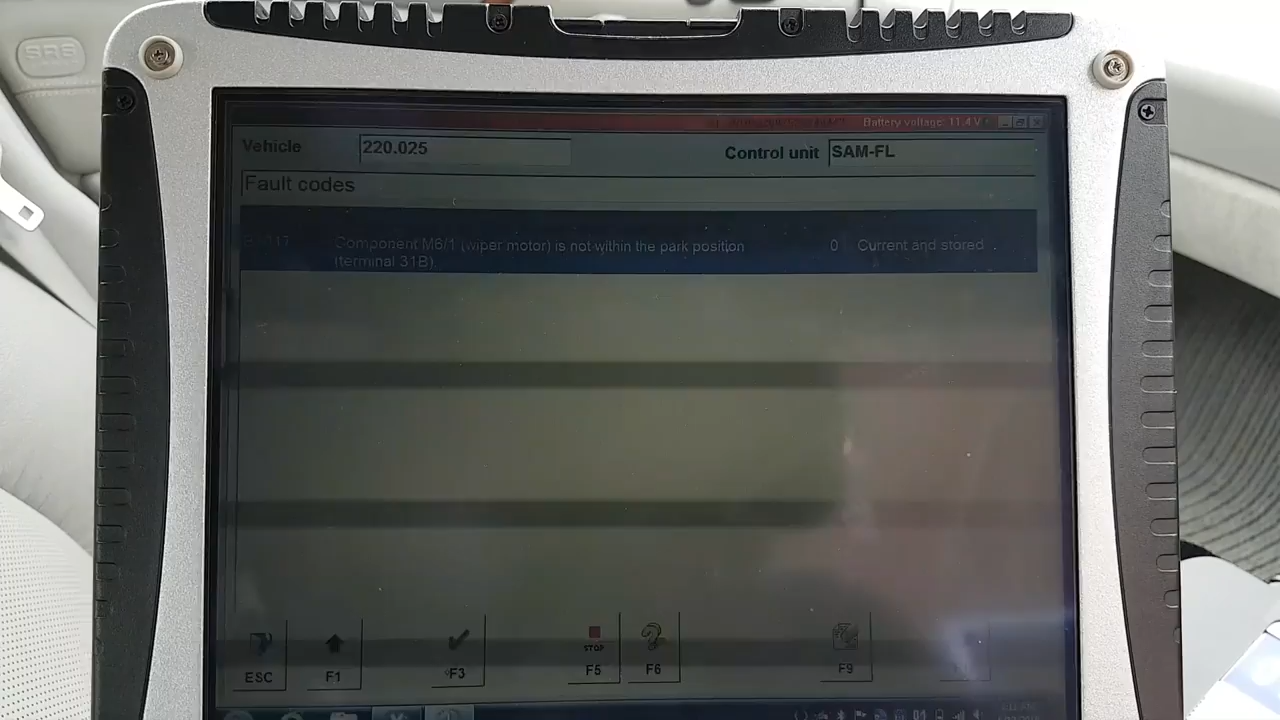 SRS
Battery voltage: 11.4 V
Vehicle
220.025
Control unit
SAM-FL
Fault codes
Component M6/1 (wiper motor) is not within the park position
0
Current and stored
(terminal 31B).
STOP
ESC
F1
F3
F5
F6
F9